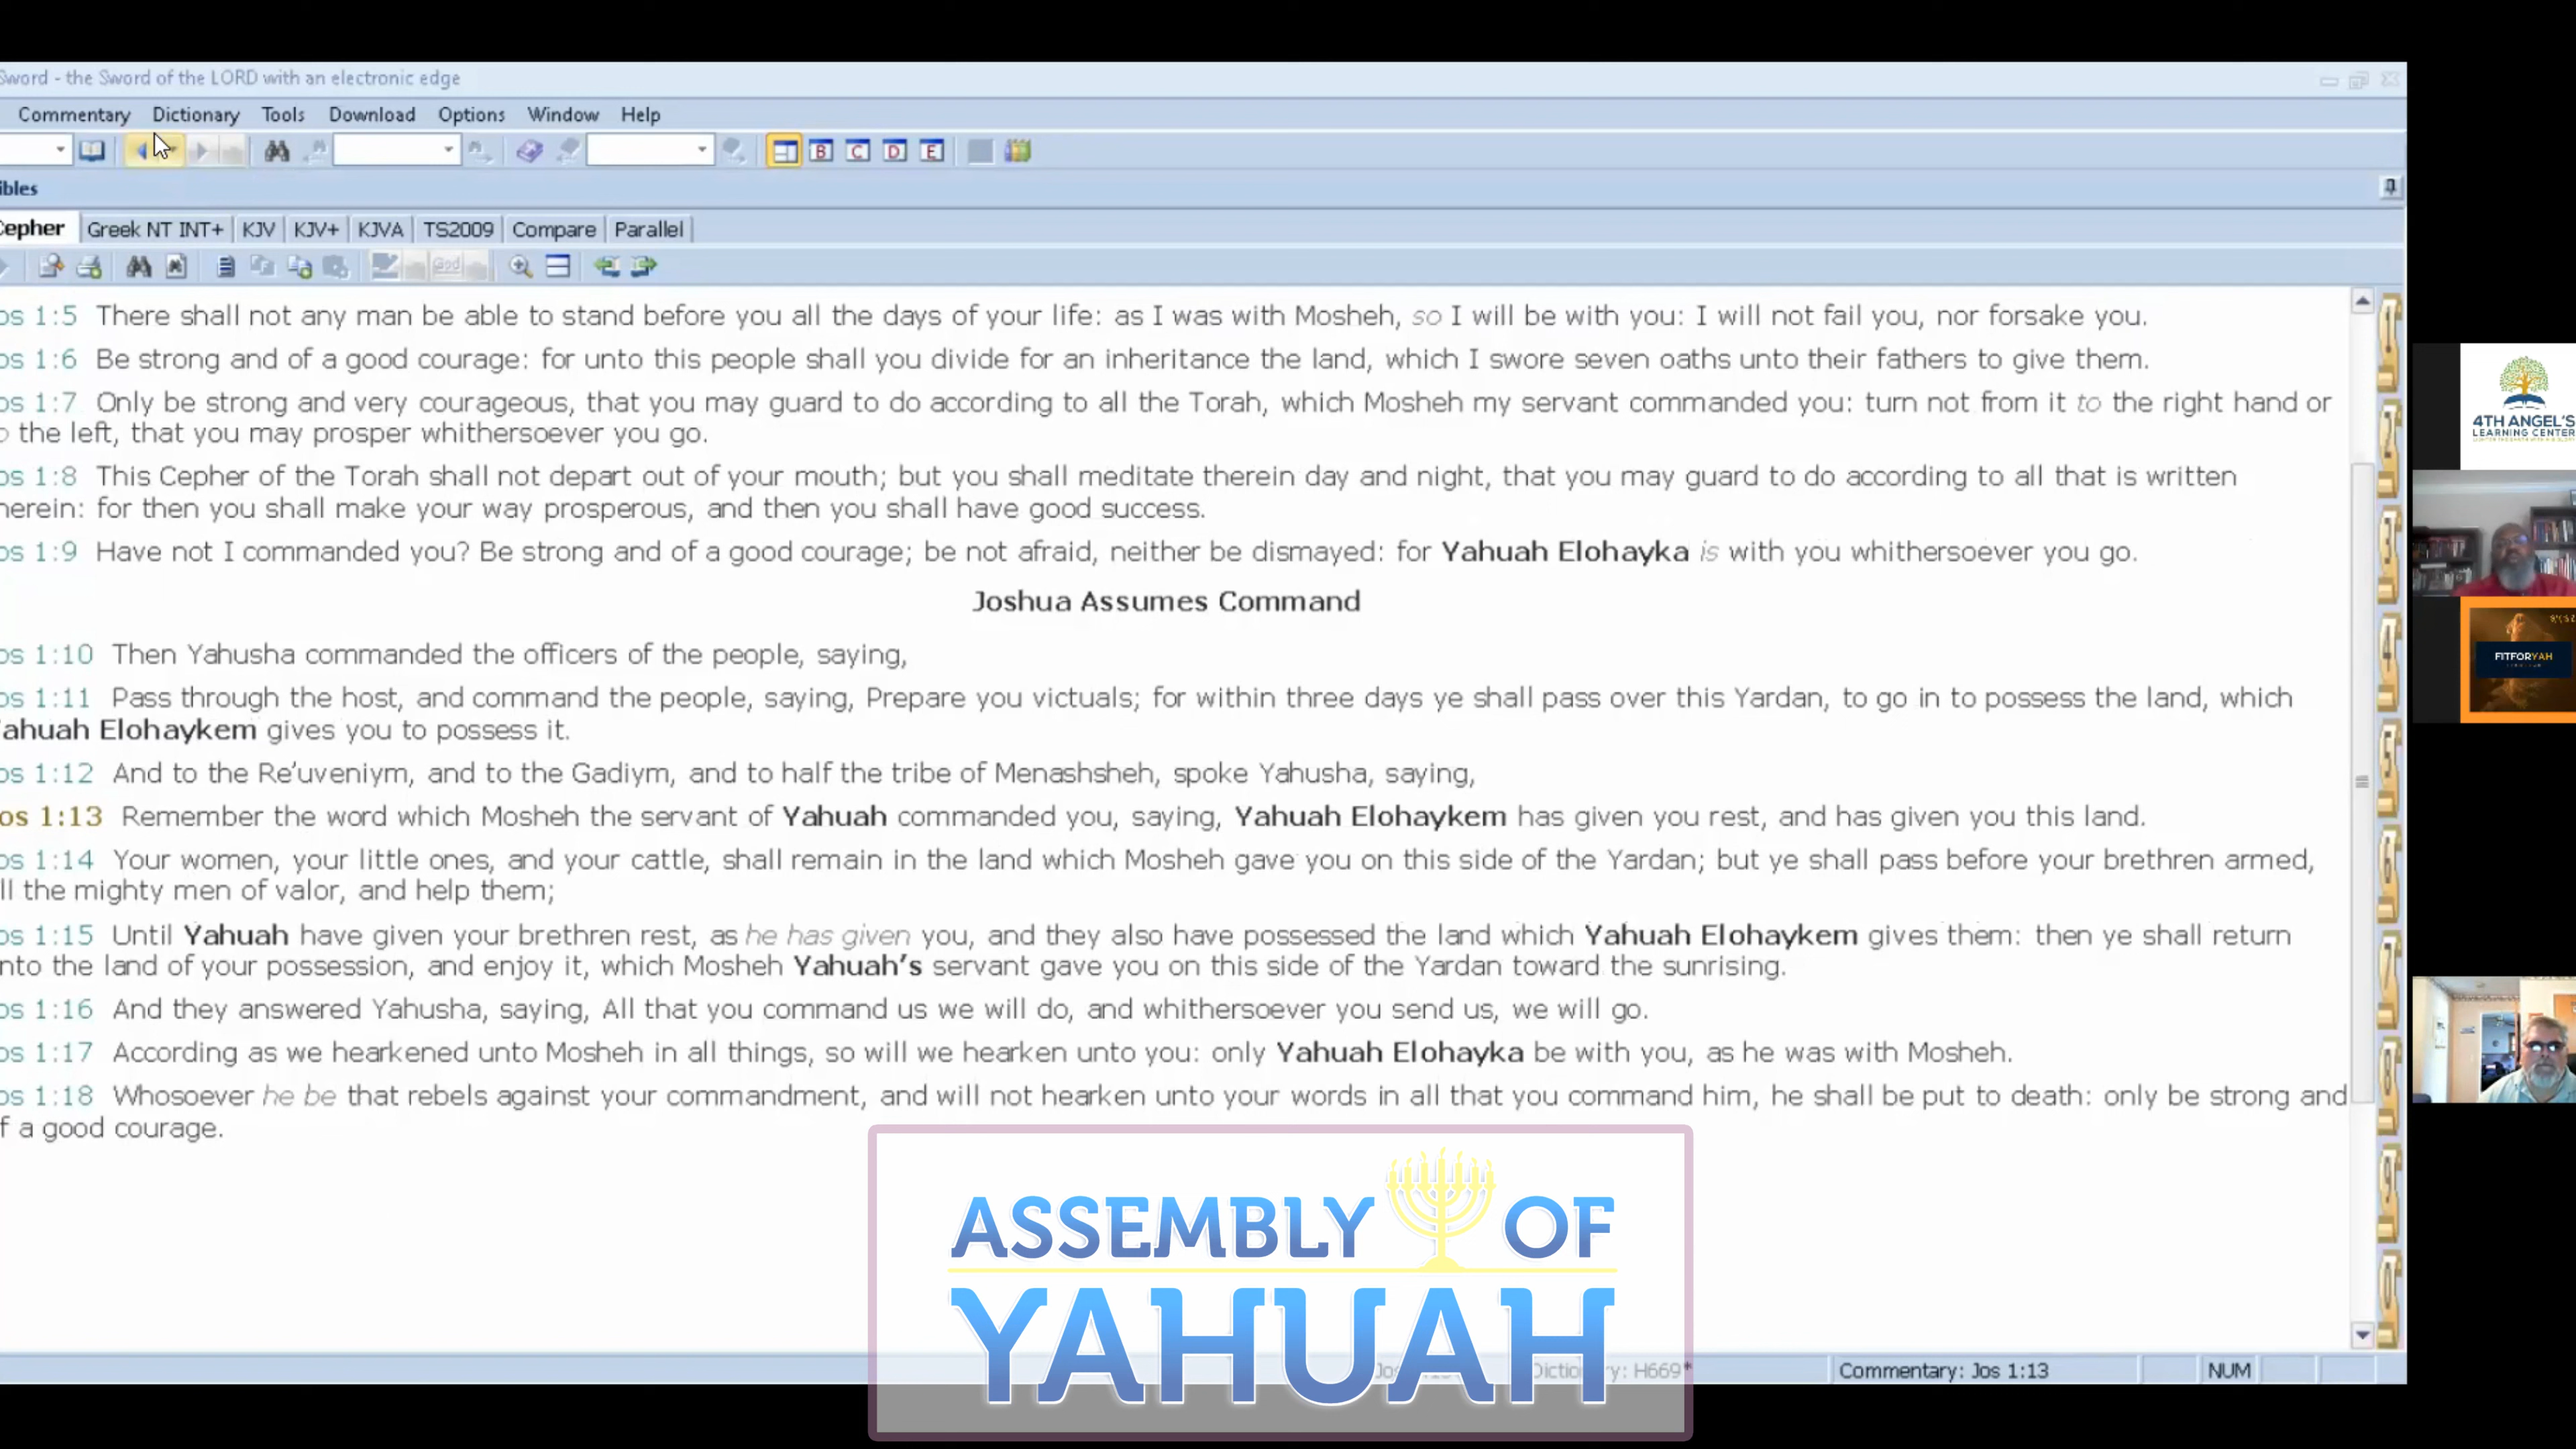 Sword - the Sword of the LORD with an electronic edge
Commentary Dictionary Tools Download Options Window Help
B C D E
ibles
Cepher Greek NT INT+ KJV KJV+ KJVA TS2009 Compare Parallel
God
os 1:5 There shall not any man be able to stand before you all the days of your life: as I was with Mosheh, so I will be with you: I will not fail you, nor forsake you.
os 1:6 Be strong and of a good courage: for unto this people shall you divide for an inheritance the land, which I swore seven oaths unto their fathers to give them.
os 1:7 Only be strong and very courageous, that you may guard to do according to all the Torah, which Mosheh my servant commanded you: turn not from it to the right hand or
o the left, that you may prosper whithersoever you go.
os 1:8 This Cepher of the Torah shall not depart out of your mouth; but you shall meditate therein day and night, that you may guard to do according to all that is written
herein: for then you shall make your way prosperous, and then you shall have good success.
os 1:9 Have not I commanded you? Be strong and of a good courage; be not afraid, neither be dismayed: for Yahuah Elohayka is with you whithersoever you go.
Joshua Assumes Command
os 1:10 Then Yahusha commanded the officers of the people, saying,
os 1:11 Pass through the host, and command the people, saying, Prepare you victuals; for within three days ye shall pass over this Yardan, to go in to possess the land, which
ahuah Elohaykem gives you to possess it.
os 1:12 And to the Re'uveniym, and to the Gadiym, and to half the tribe of Menashsheh, spoke Yahusha, saying,
os 1:13 Remember the word which Mosheh the servant of Yahuah commanded you, saying, Yahuah Elohaykem has given you rest, and has given you this land.
os 1:14 Your women, your little ones, and your cattle, shall remain in the land which Mosheh gave you on this side of the Yardan; but ye shall pass before your brethren armed,
ll the mighty men of valor, and help them;
os 1:15 Until Yahuah have given your brethren rest, as he has given you, and they also have possessed the land which Yahuah Elohaykem gives them: then ye shall return
nto the land of your possession, and enjoy it, which Mosheh Yahuah's servant gave you on this side of the Yardan toward the sunrising.
os 1:16 And they answered Yahusha, saying, All that you command us we will do, and whithersoever you send us, we will go.
os 1:17 According as we hearkened unto Mosheh in all things, so will we hearken unto you: only Yahuah Elohayka be with you, as he was with Mosheh.
os 1:18 Whosoever he be that rebels against your commandment, and will not hearken unto your words in all that you command him, he shall be put to death: only be strong and
f a good courage.
1
2
3
4
5
6
7
8
9
0
4TH ANGEL'S
LEARNING CENTER
FITFORYAH
ASSEMBLY OF
YAHUAH
H669*
Commentary: Jos 1:13
NUM